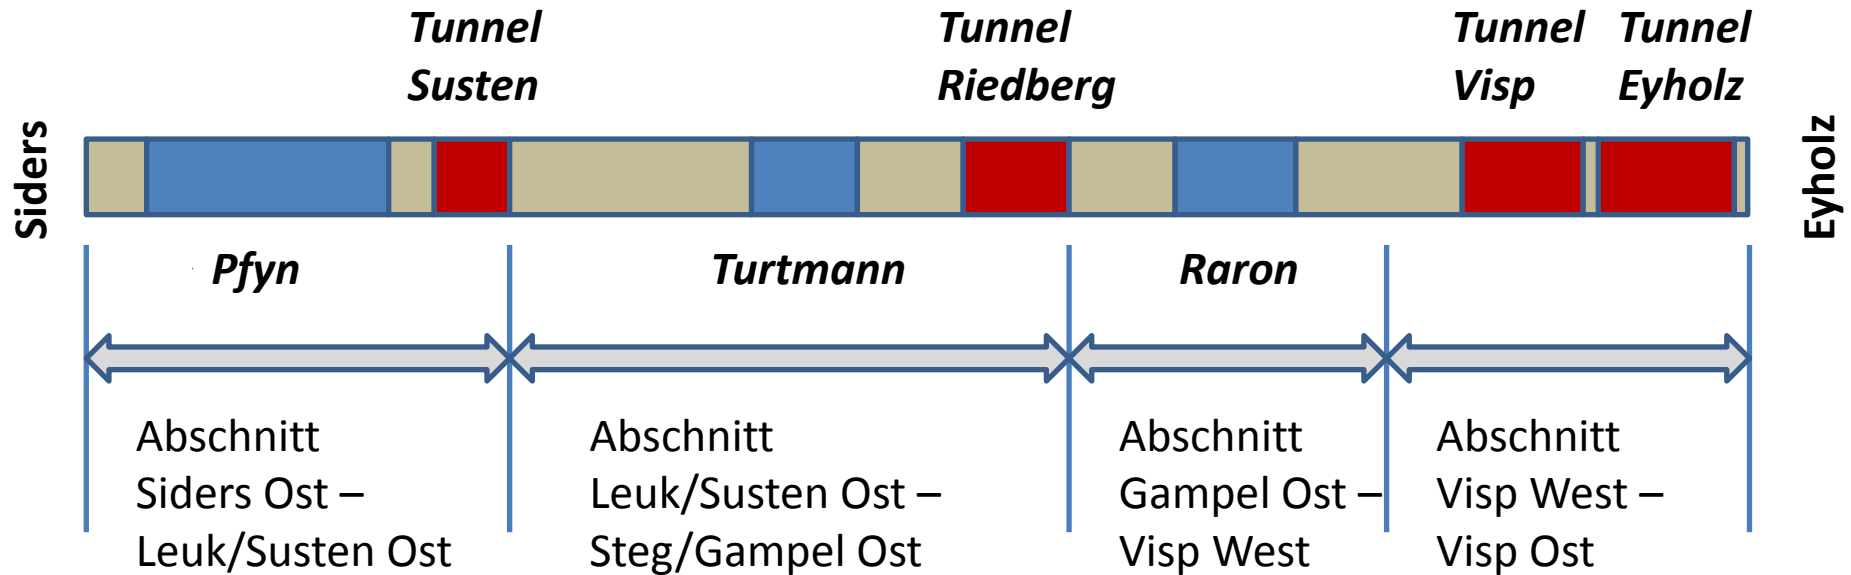 Tunnel
Susten
Tunnel
Riedberg
Tunnel
Visp
Tunnel
Eyholz
Siders
Eyholz
Pfyn
Turtmann
Raron
Abschnitt
Siders Ost –
Leuk/Susten Ost
Abschnitt
Leuk/Susten Ost –
Steg/Gampel Ost
Abschnitt
Gampel Ost –
Visp West
Abschnitt
Visp West –
Visp Ost